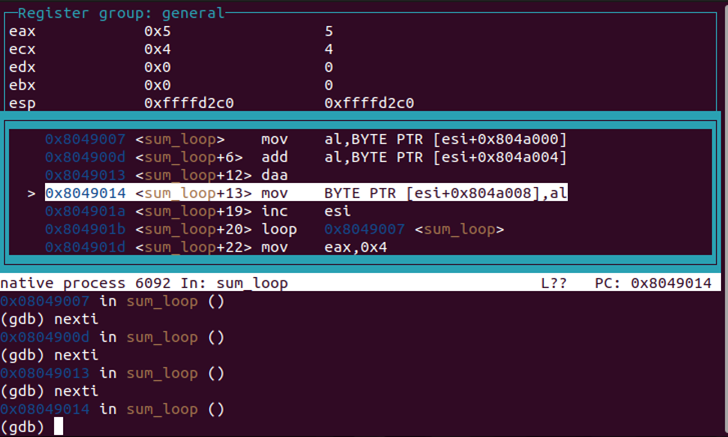 Register group: general
eax 0x5 5
ecx 0x4 4
edx 0x0 0
ebx 0x0 0
esp 0xffffd2c0 0xffffd2c0
0x8049007 <sum_loop> mov al,BYTE PTR [esi+0x804a000]
0x804900d <sum_loop+6> add al,BYTE PTR [esi+0x804a004]
0x8049013 <sum_loop+12> daa
> 0x8049014 <sum_loop+13> mov BYTE PTR [esi+0x804a008],al
0x804901a <sum_loop+19> inc esi
0x804901b <sum_loop+20> loop 0x8049007 <sum_loop>
0x804901d <sum_loop+22> mov eax,0x4
native process 6092 In: sum_loop L?? PC: 0x8049014
0x08049007 in sum_loop ()
(gdb) nexti
0x0804900d in sum_loop ()
(gdb) nexti
0x08049013 in sum_loop ()
(gdb) nexti
0x08049014 in sum_loop ()
(gdb)